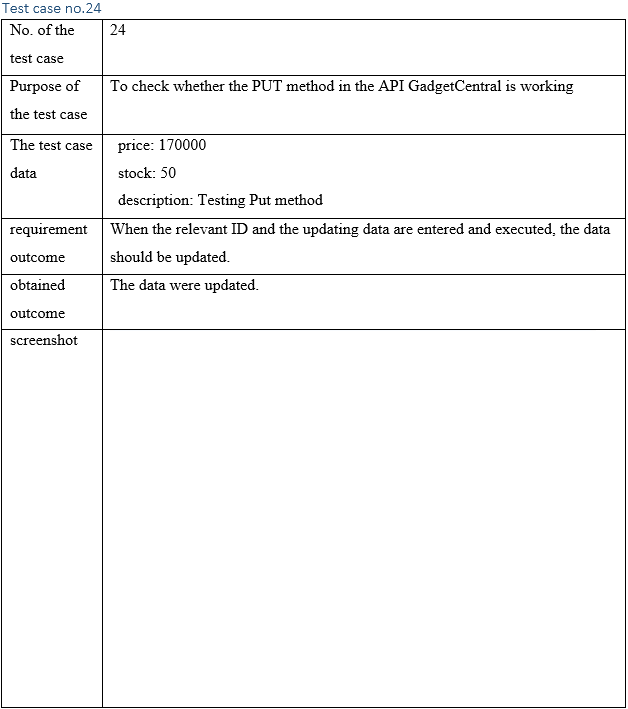 Test case no.24
No. of the test case 24
Purpose of the test case To check whether the PUT method in the API GadgetCentral is working
The test case data price: 170000
stock: 50
description: Testing Put method
requirement outcome When the relevant ID and the updating data are entered and executed, the data
should be updated.
obtained outcome The data were updated.
screenshot